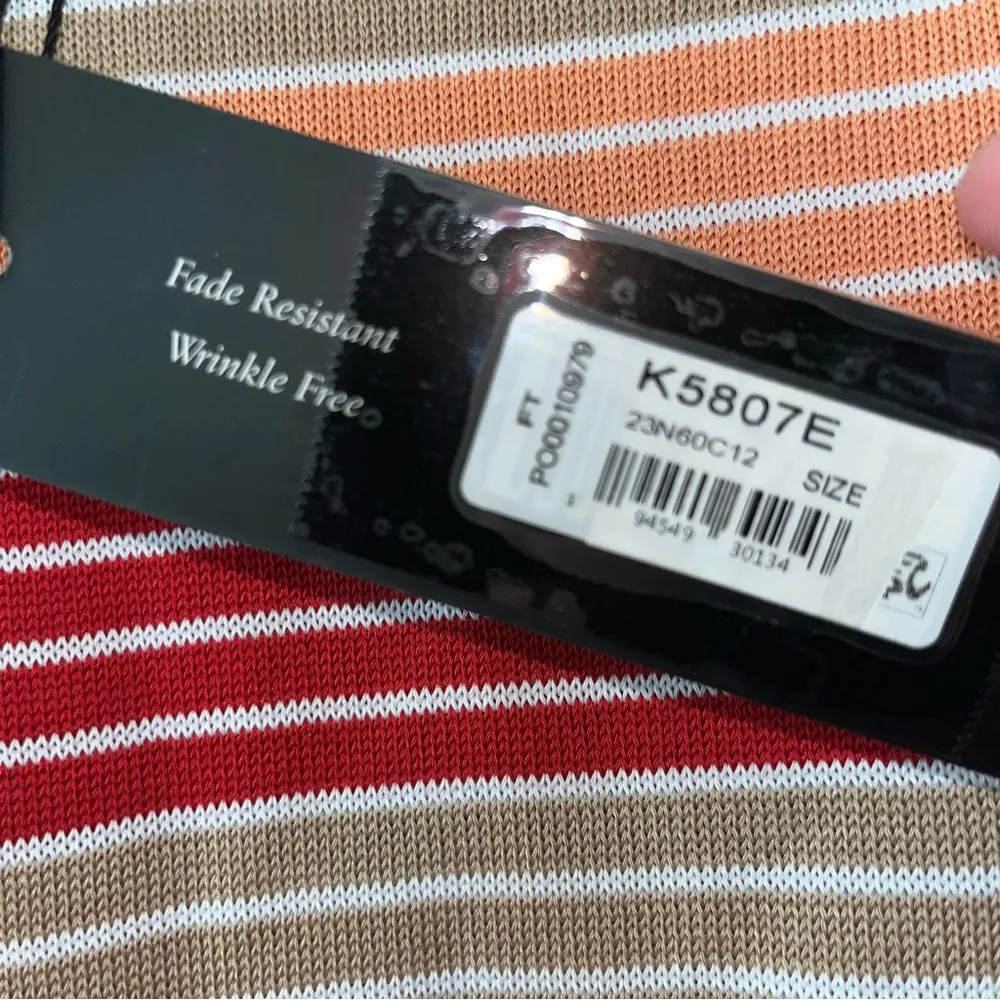 Fade Resistant
Wrinkle Free
FT
PO0010979
K5807E
23N60C12
SIZE
94549 30134